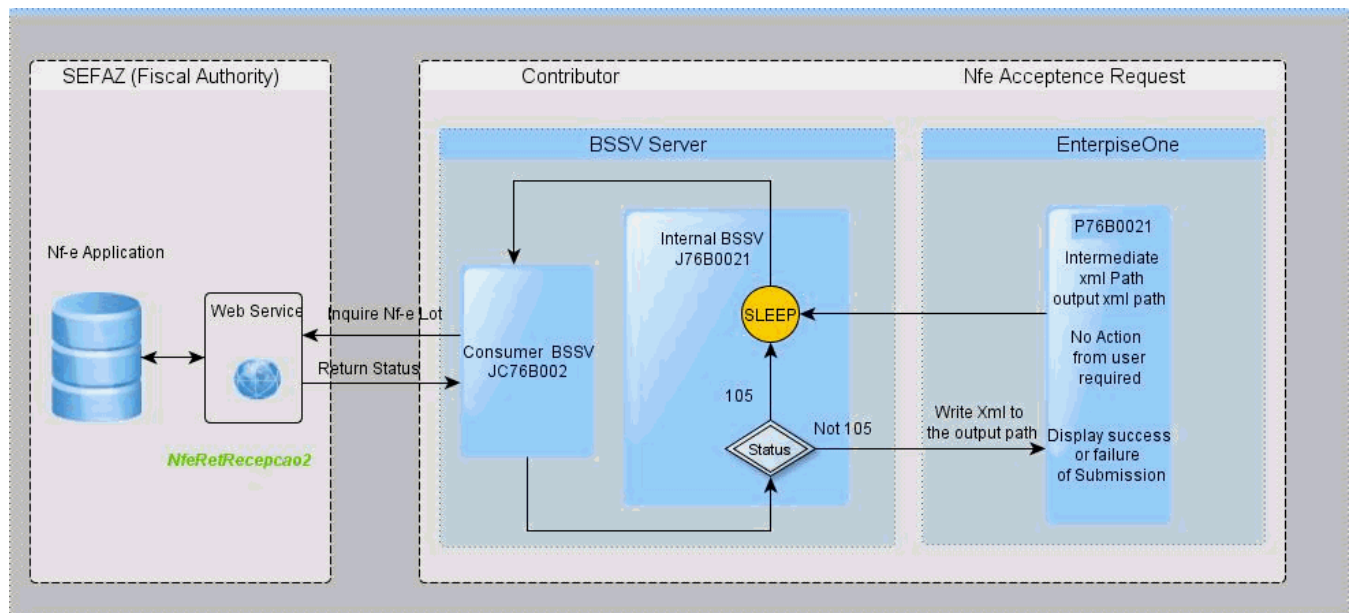 SEFAZ (Fiscal Authority)
Contributor
Nfe Acceptence Request
BSSV Server
EnterpiseOne
Nf-e Application
Web Service
Inquire Nf-e Lot
Return Status
NfeRetRecepcao2
Consumer BSSV
JC76B002
Internal BSSV
J76B0021
SLEEP
105
Status
Not 105
Write Xml to
the output path
P76B0021
Intermediate
xml Path
output xml path
No Action
from user
required
Display success
or failure
of Submission